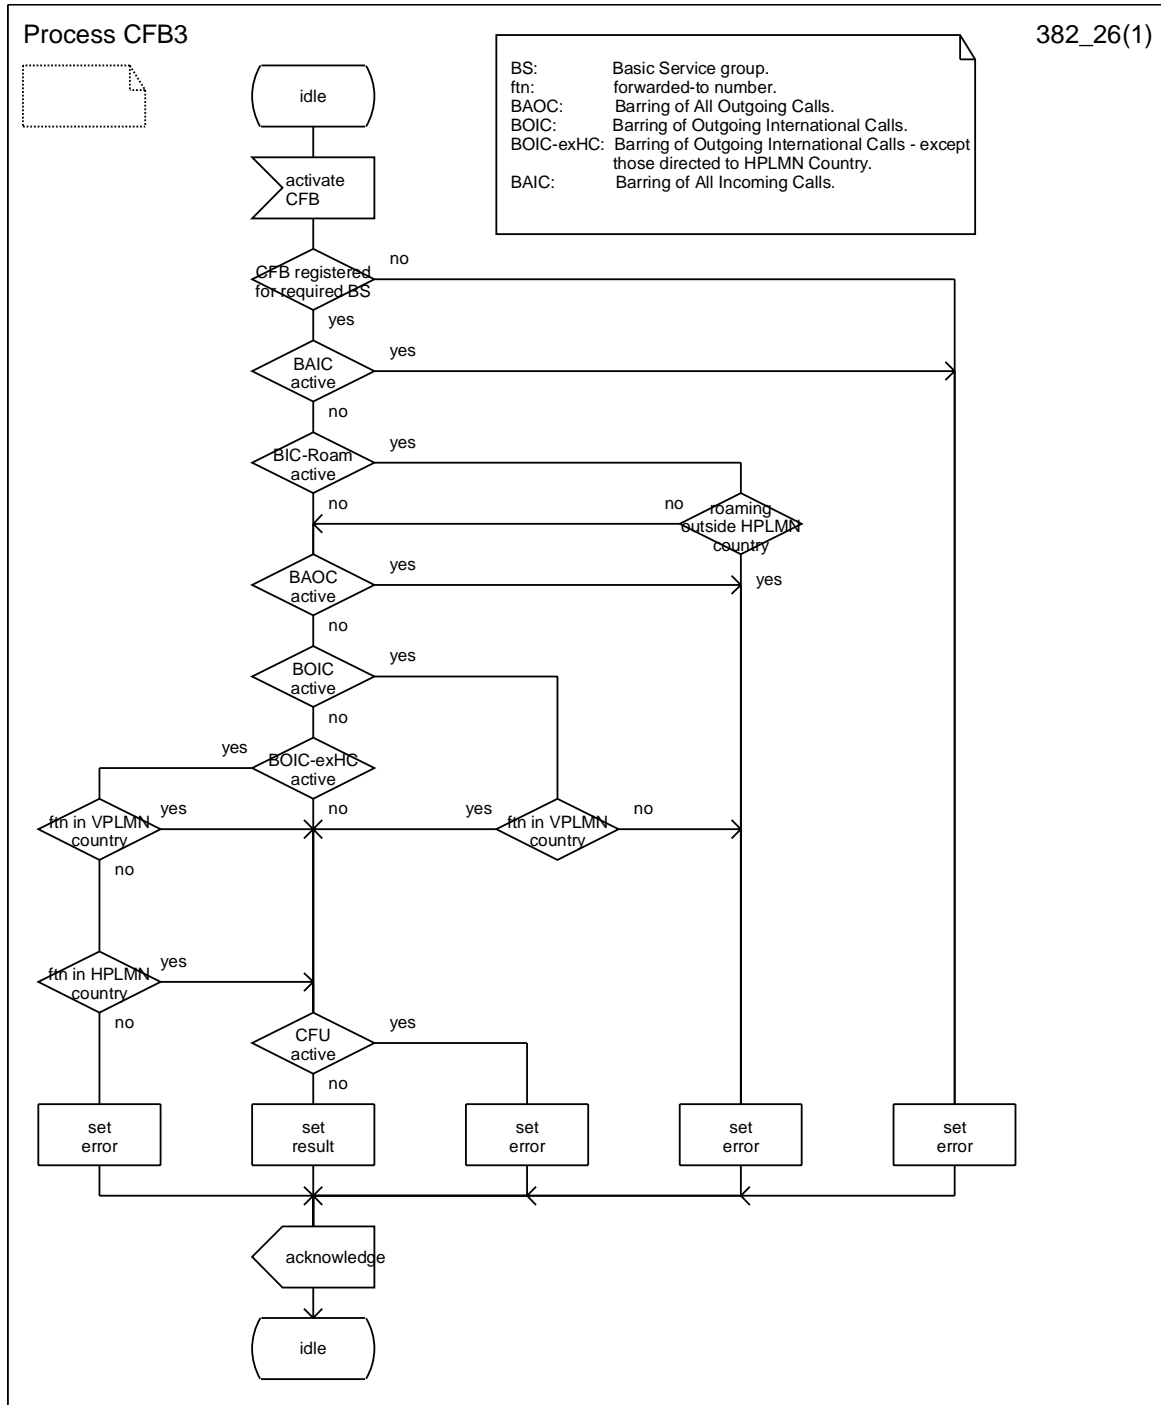 Process CFB3
382_26(1)
BS: Basic Service group.
ftn: forwarded-to number.
BAOC: Barring of All Outgoing Calls.
BOIC: Barring of Outgoing International Calls.
BOIC-exHC: Barring of Outgoing International Calls - except
those directed to HPLMN Country.
BAIC: Barring of All Incoming Calls.
idle
activate
CFB
CFB registered
for required BS
no
yes
BAIC
active
yes
no
BIC-Roam
active
yes
no
no
roaming
outside HPLMN
country
yes
BAOC
active
yes
no
BOIC
active
yes
no
yes
BOIC-exHC
active
no
ftn in VPLMN
country
yes
no
yes
ftn in VPLMN
country
no
ftn in HPLMN
country
yes
no
CFU
active
yes
no
set
error
set
result
set
error
set
error
set
error
acknowledge
idle